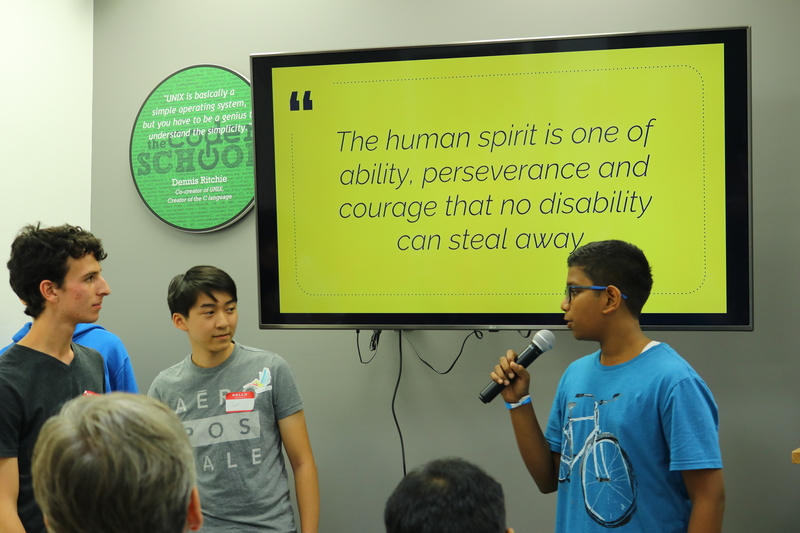 "UNIX is basically a
simple operating system,
but you have to be a genius t
understand the simplicity."
the Coder
SCHOOL
Dennis Ritchie
Co-creator of UNIX,
Creator of the C language
“
The human spirit is one of
ability, perseverance and
courage that no disability
can steal away
HELLO
AER
POS
ALE